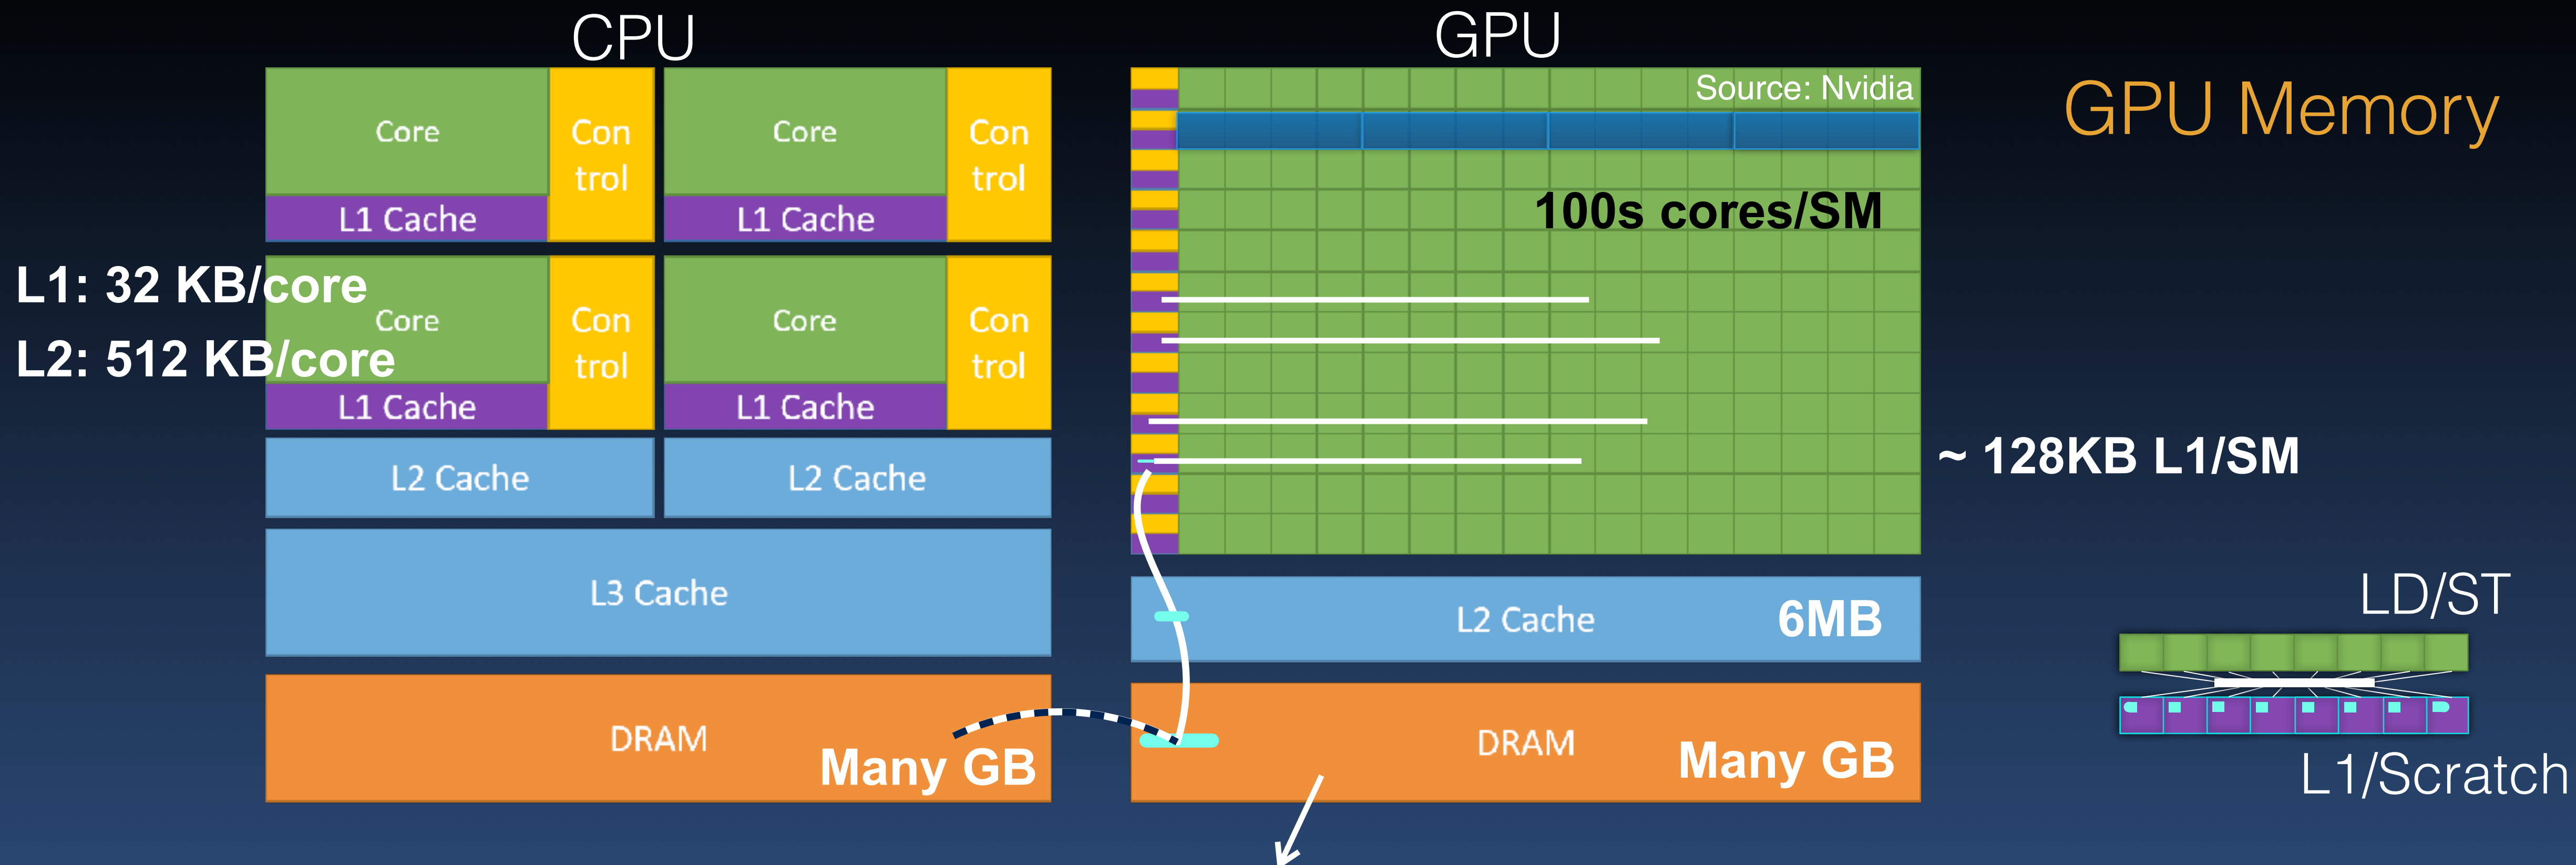 CPU
GPU
GPU Memory
Source: Nvidia
Core
Con
trol
Core
Con
trol
L1 Cache
L1 Cache
100s cores/SM
L1: 32 KB/core
L2: 512 KB/core
Core
Con
trol
Core
Con
trol
L1 Cache
L1 Cache
~ 128KB L1/SM
L2 Cache
L2 Cache
L3 Cache
L2 Cache
6MB
LD/ST
DRAM
Many GB
DRAM
Many GB
L1/Scratch